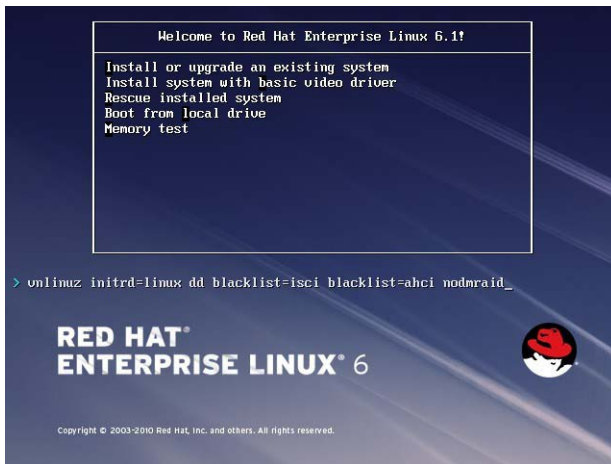 Welcome to Red Hat Enterprise Linux 6.1!
Install or upgrade an existing system
Install system with basic video driver
Rescue installed system
Boot from local drive
Memory test
> vmlinuz initrd=linux dd blacklist=isci blacklist=ahci nodmraid_
RED HAT®
ENTERPRISE LINUX® 6
Copyright © 2003-2010 Red Hat, Inc. and others. All rights reserved.